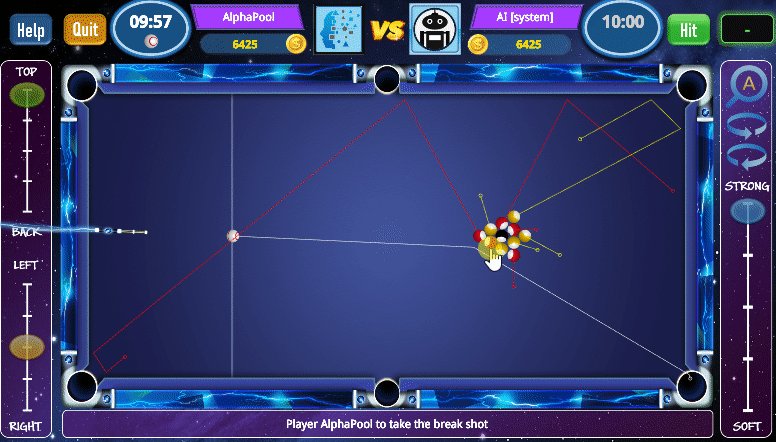 Help
Quit
09:57
AlphaPool
6425
VS
AI [system]
6425
10:00
Hit
-
TOP
BACK
LEFT
RIGHT
A
STRONG
SOFT
Player AlphaPool to take the break shot